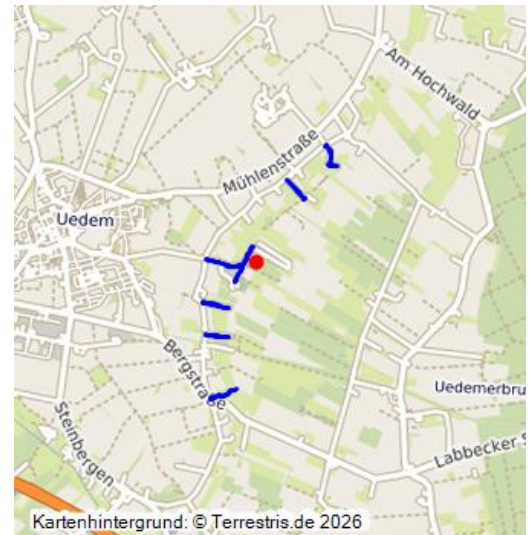 Am Hochwald
Mühlenstraße
Uedem
Bergstraße
Uedemerbru
Steinbergen
Labbecker S
Kartenhintergrund: © Terrestris.de 2026